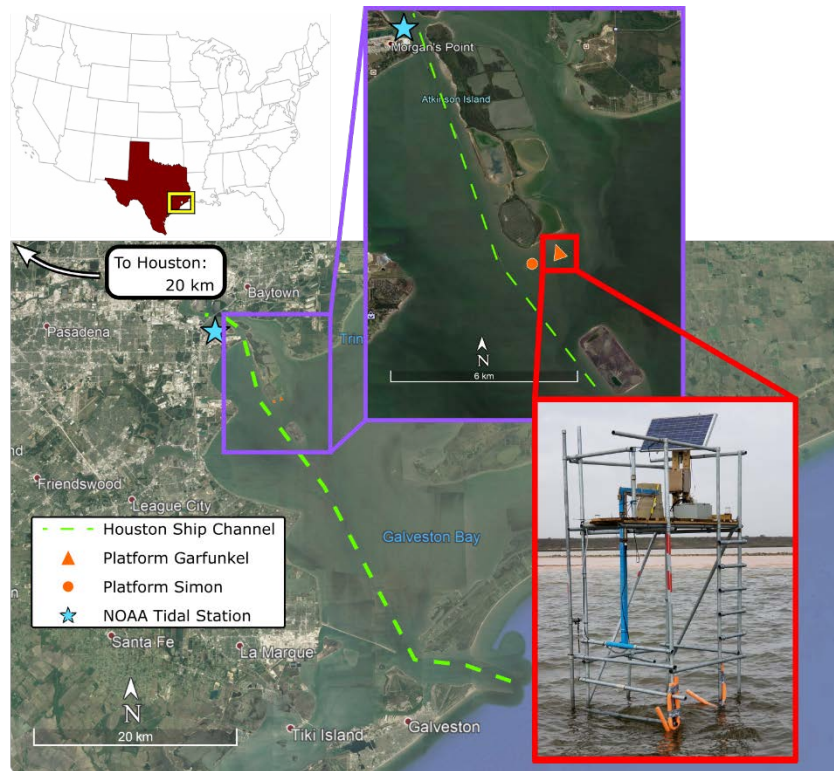 Morgan's Point
Atkinson Island
N
6 km
To Houston:
20 km
Baytown
Pasadena
Trin
Friendswood
League City
Galveston Bay
Houston Ship Channel
Platform Garfunkel
Platform Simon
NOAA Tidal Station
Santa Fe
La Marque
N
20 km
Tiki Island
Galveston